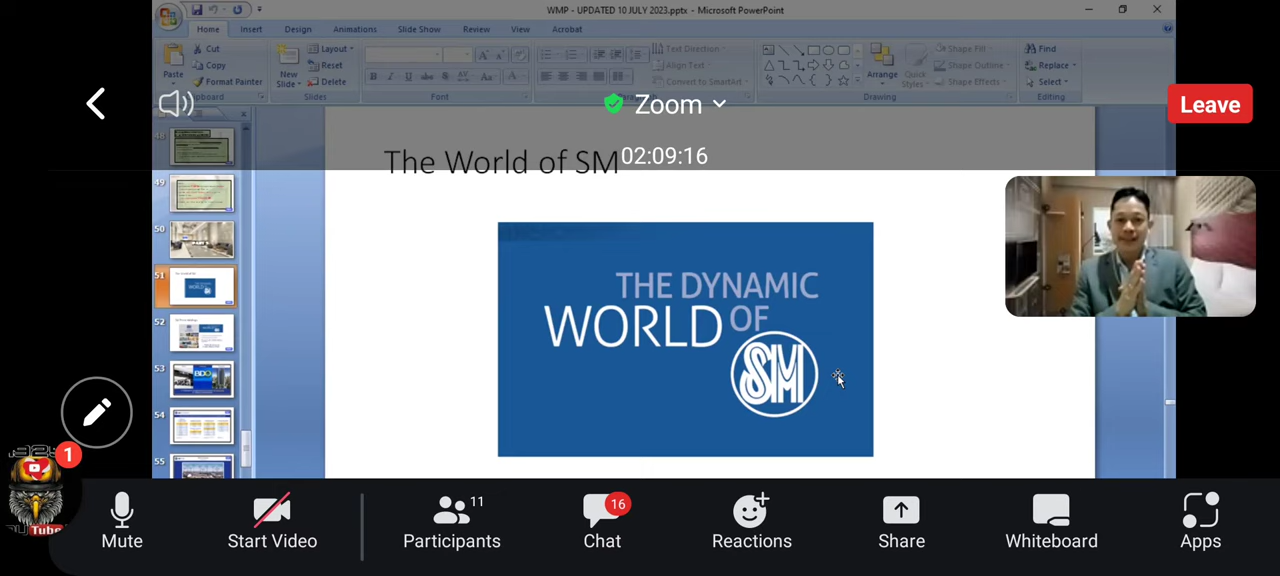 WMP - UPDATED 10 JULY 2023.pptx - Microsoft PowerPoint
Home Insert Design Animations Slide Show Review View Acrobat
Cut
Copy
Format Painter
Paste
New
Slide
Layout
Reset
Delete
Slides
Font
Paragraph
Text Direction
Align Text
Convert to SmartArt
Arrange
Quick
Styles
Shape Fill
Shape Outline
Shape Effects
Drawing
Find
Replace
Select
Editing
Zoom
Leave
02:09:16
The World of SM
THE DYNAMIC
WORLD OF
SM
48
49
50
51
52
53
BDO
54
55
1
Tube
11
16
Mute
Start Video
Participants
Chat
Reactions
Share
Whiteboard
Apps